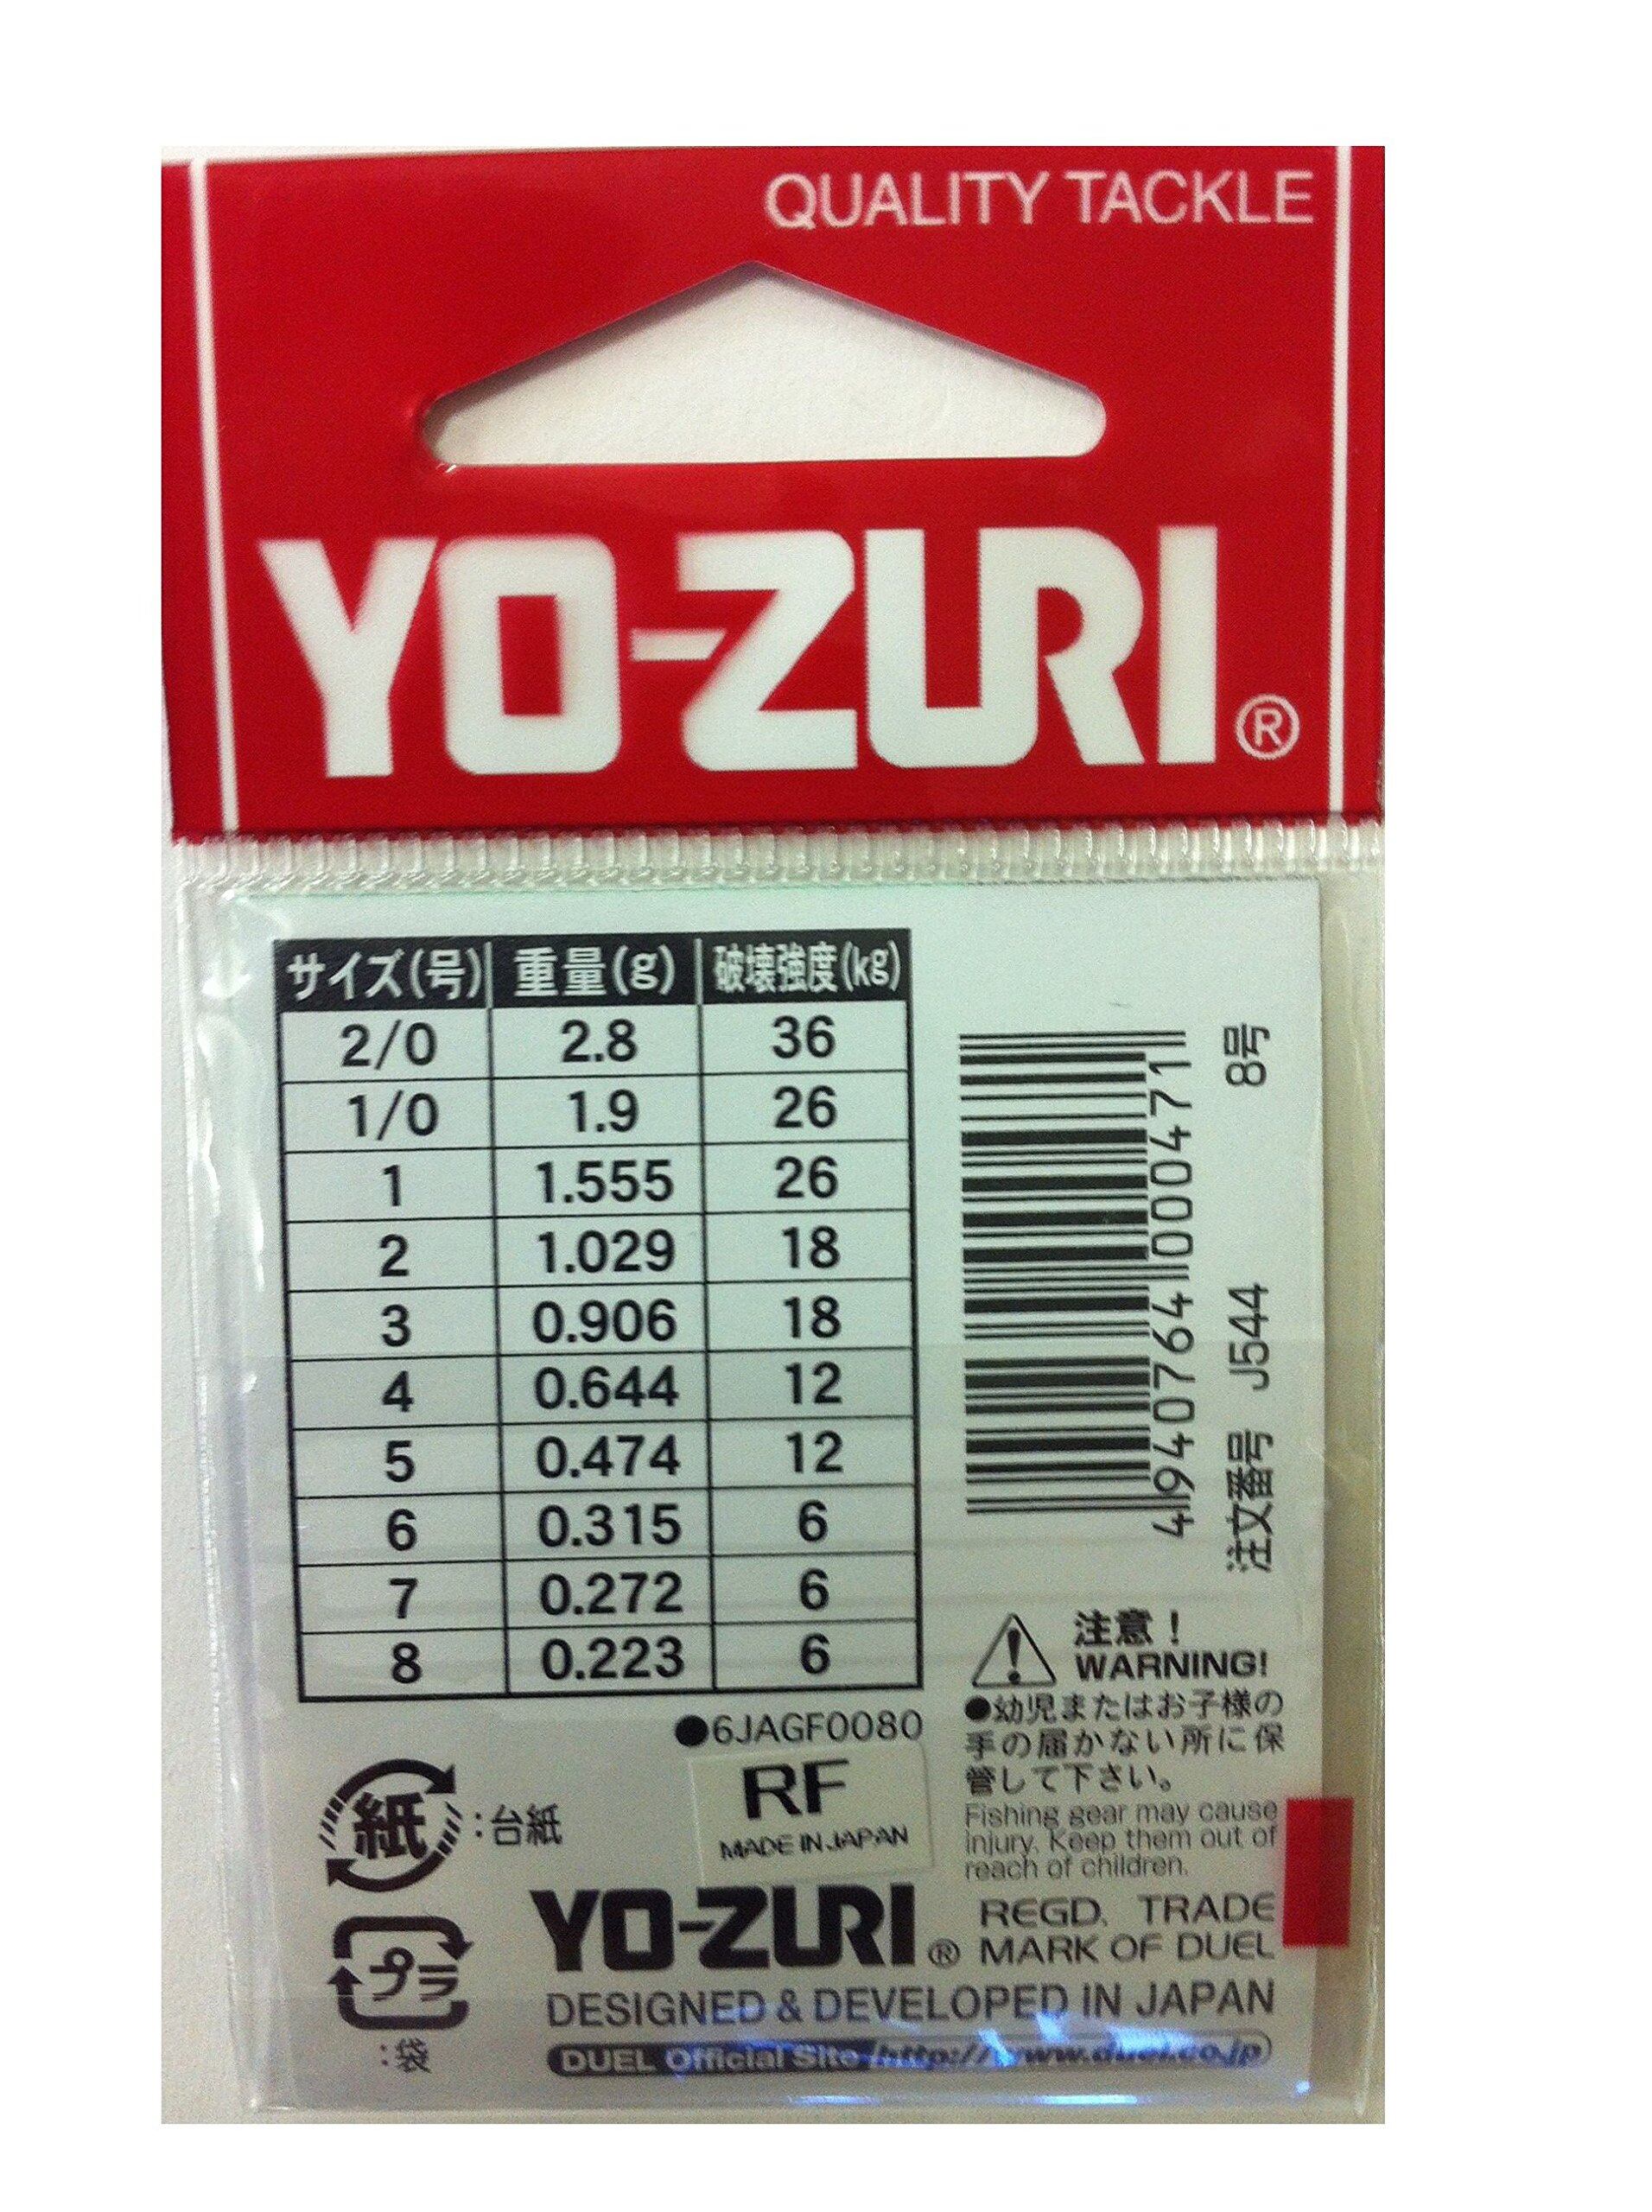 QUALITY TACKLE
YO-ZURI®
サイズ(号) 重量(g) 破壊強度(kg)
2/0 2.8 36
1/0 1.9 26
1 1.555 26
2 1.029 18
3 0.906 18
4 0.644 12
5 0.474 12
6 0.315 6
7 0.272 6
8 0.223 6
4940764000471
注文番号 J544 8号
●6JAGF0080
RF
MADE IN JAPAN
注意!
WARNING!
●幼児またはお子様の
手の届かない所に保
管して下さい。
Fishing gear may cause
injury. Keep them out of
reach of children.
紙:台紙
プラ
:袋
YO-ZURI®
REGD. TRADE
MARK OF DUEL
DESIGNED & DEVELOPED IN JAPAN
DUEL Official Site http://www.duel.co.jp